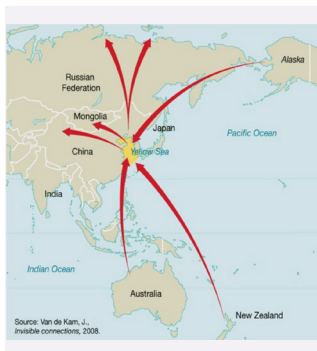 Alaska
Russian
Federation
Mongolia
Japan
Pacific Ocean
China
Yellow Sea
India
Indian Ocean
Australia
New Zealand
Source: Van de Kam, J.,
Invisible connections, 2008.